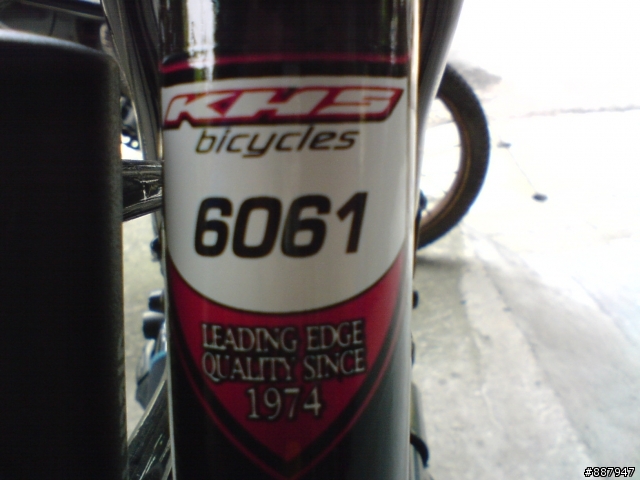 KHS
bicycles
6061
LEADING EDGE
QUALITY SINCE
1974
#887947